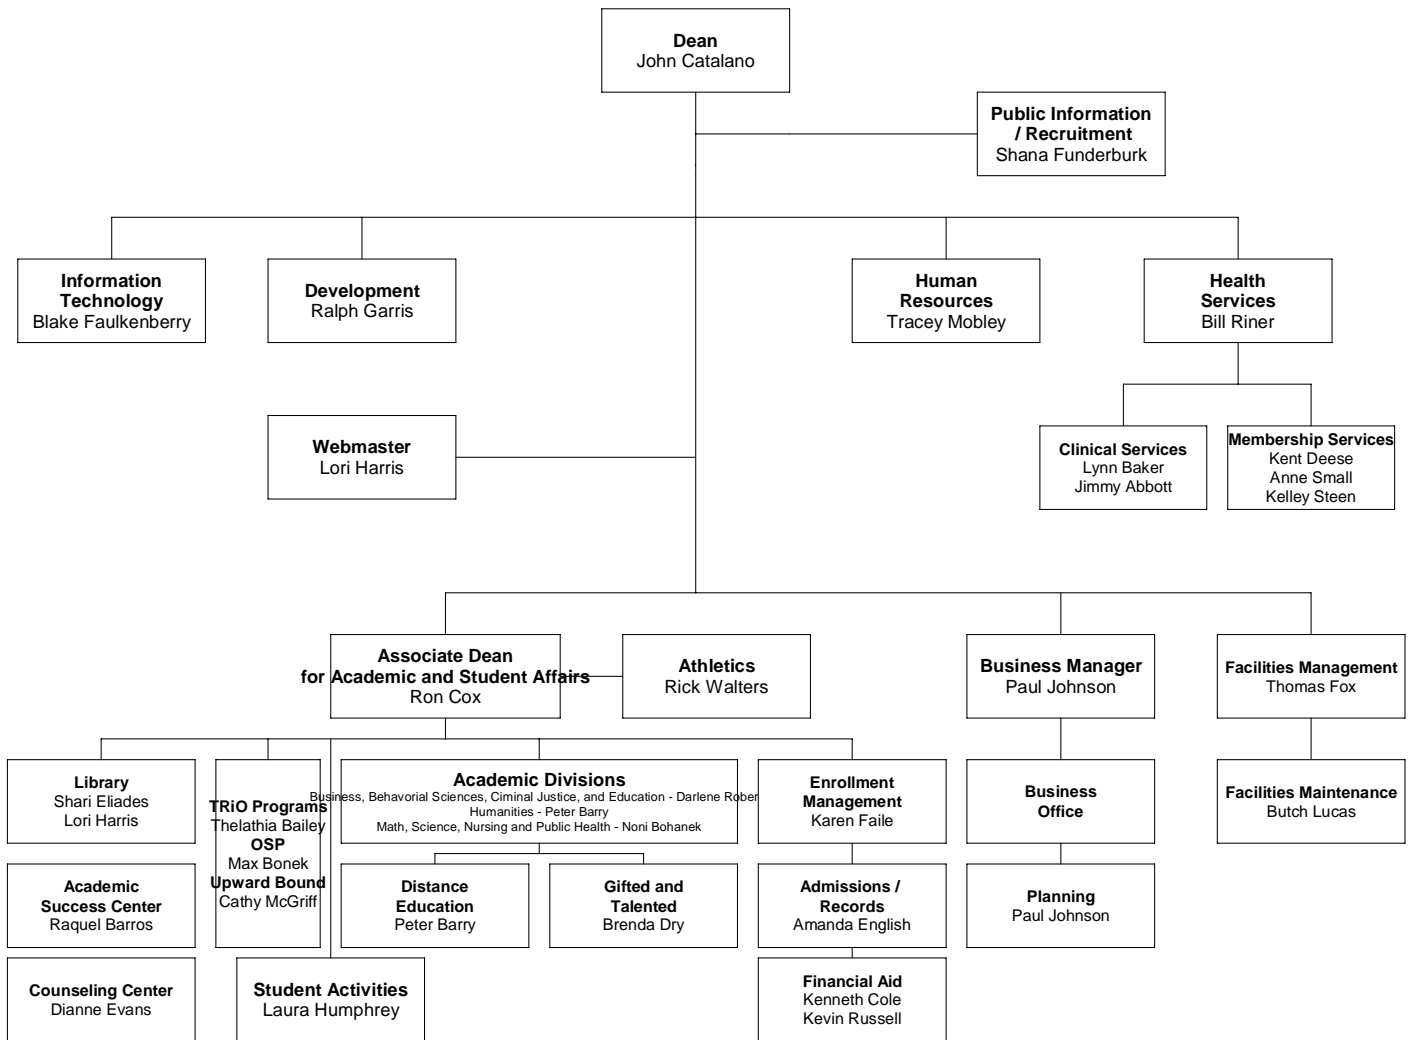 Dean
John Catalano
Public Information
/ Recruitment
Shana Funderburk
Information
Technology
Blake Faulkenberry
Development
Ralph Garris
Human
Resources
Tracey Mobley
Health
Services
Bill Riner
Webmaster
Lori Harris
Clinical Services
Lynn Baker
Jimmy Abbott
Membership Services
Kent Deese
Anne Small
Kelley Steen
Associate Dean
for Academic and Student Affairs
Ron Cox
Athletics
Rick Walters
Business Manager
Paul Johnson
Facilities Management
Thomas Fox
Library
Shari Eliades
Lori Harris
TRiO Programs
Thelathia Bailey
OSP
Max Bonek
Upward Bound
Cathy McGriff
Academic Divisions
Business, Behavorial Sciences, Ciminal Justice, and Education - Darlene Rober
Humanities - Peter Barry
Math, Science, Nursing and Public Health - Noni Bohanek
Enrollment
Management
Karen Faile
Business
Office
Facilities Maintenance
Butch Lucas
Academic
Success Center
Raquel Barros
Distance
Education
Peter Barry
Gifted and
Talented
Brenda Dry
Admissions /
Records
Amanda English
Planning
Paul Johnson
Counseling Center
Dianne Evans
Student Activities
Laura Humphrey
Financial Aid
Kenneth Cole
Kevin Russell